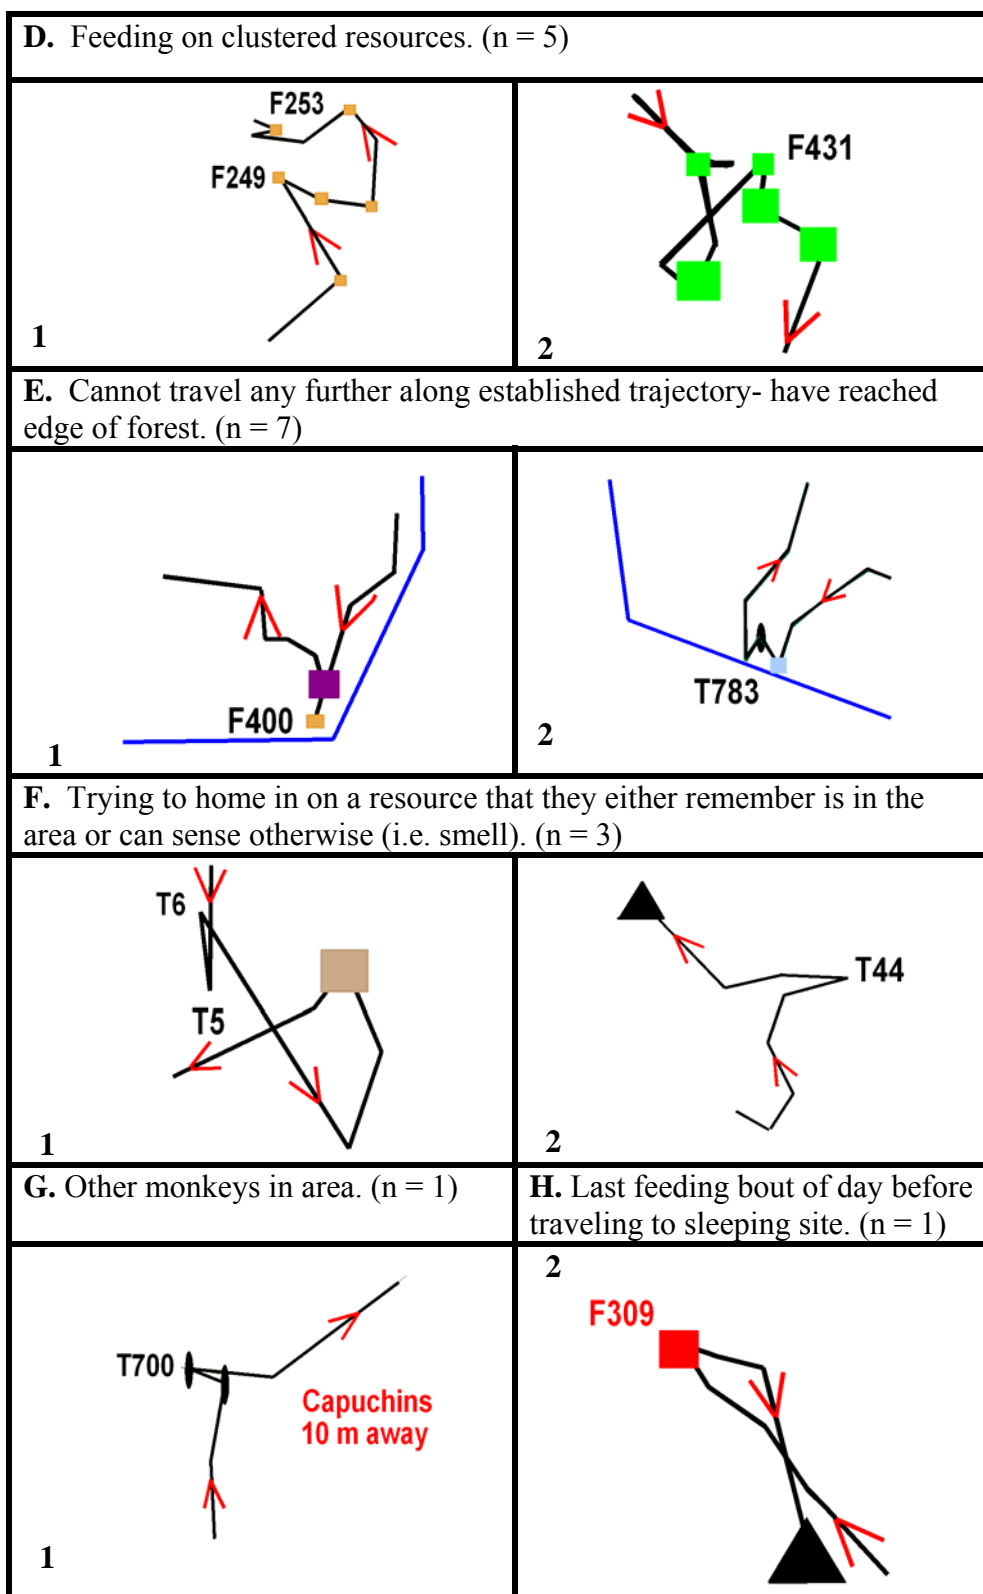 D. Feeding on clustered resources. (n = 5)
F253
F249
1
F431
2
E. Cannot travel any further along established trajectory- have reached
edge of forest. (n = 7)
F400
1
T783
2
F. Trying to home in on a resource that they either remember is in the
area or can sense otherwise (i.e. smell). (n = 3)
T6
T5
1
T44
2
G. Other monkeys in area. (n = 1)
H. Last feeding bout of day before
traveling to sleeping site. (n = 1)
T700
Capuchins
10 m away
1
2
F309